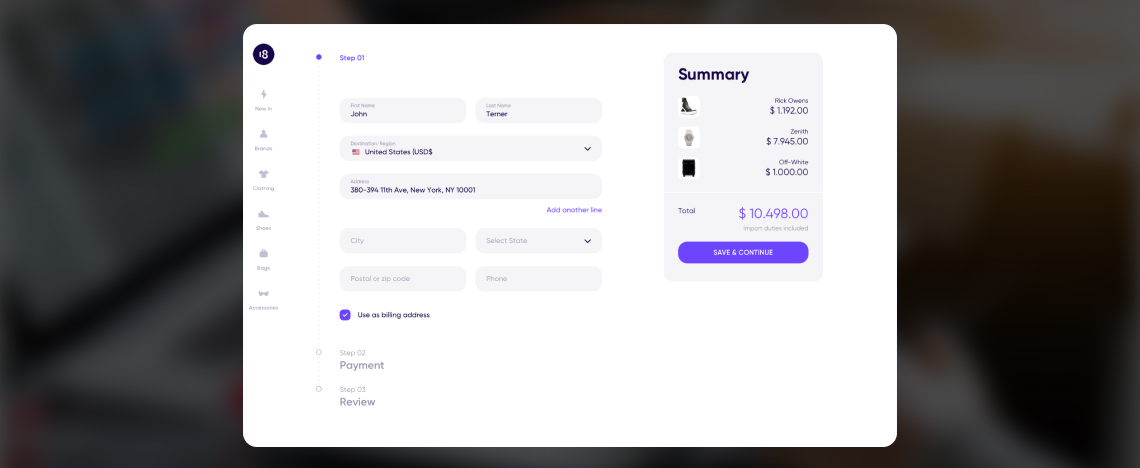 18
New In
Brands
Clothing
Shoes
Bags
Accessories
Step 01
First Name
John
Last Name
Terner
Destination/Region
United States (USD$
Address
380-394 11th Ave, New York, NY 10001
Add another line
City
Select State
Postal or zip code
Phone
Use as billing address
Step 02
Payment
Step 03
Review
Summary
Rick Owens
$ 1.192.00
Zenith
$ 7.945.00
Off-White
$ 1.000.00
Total
$ 10.498.00
Import duties included
SAVE & CONTINUE